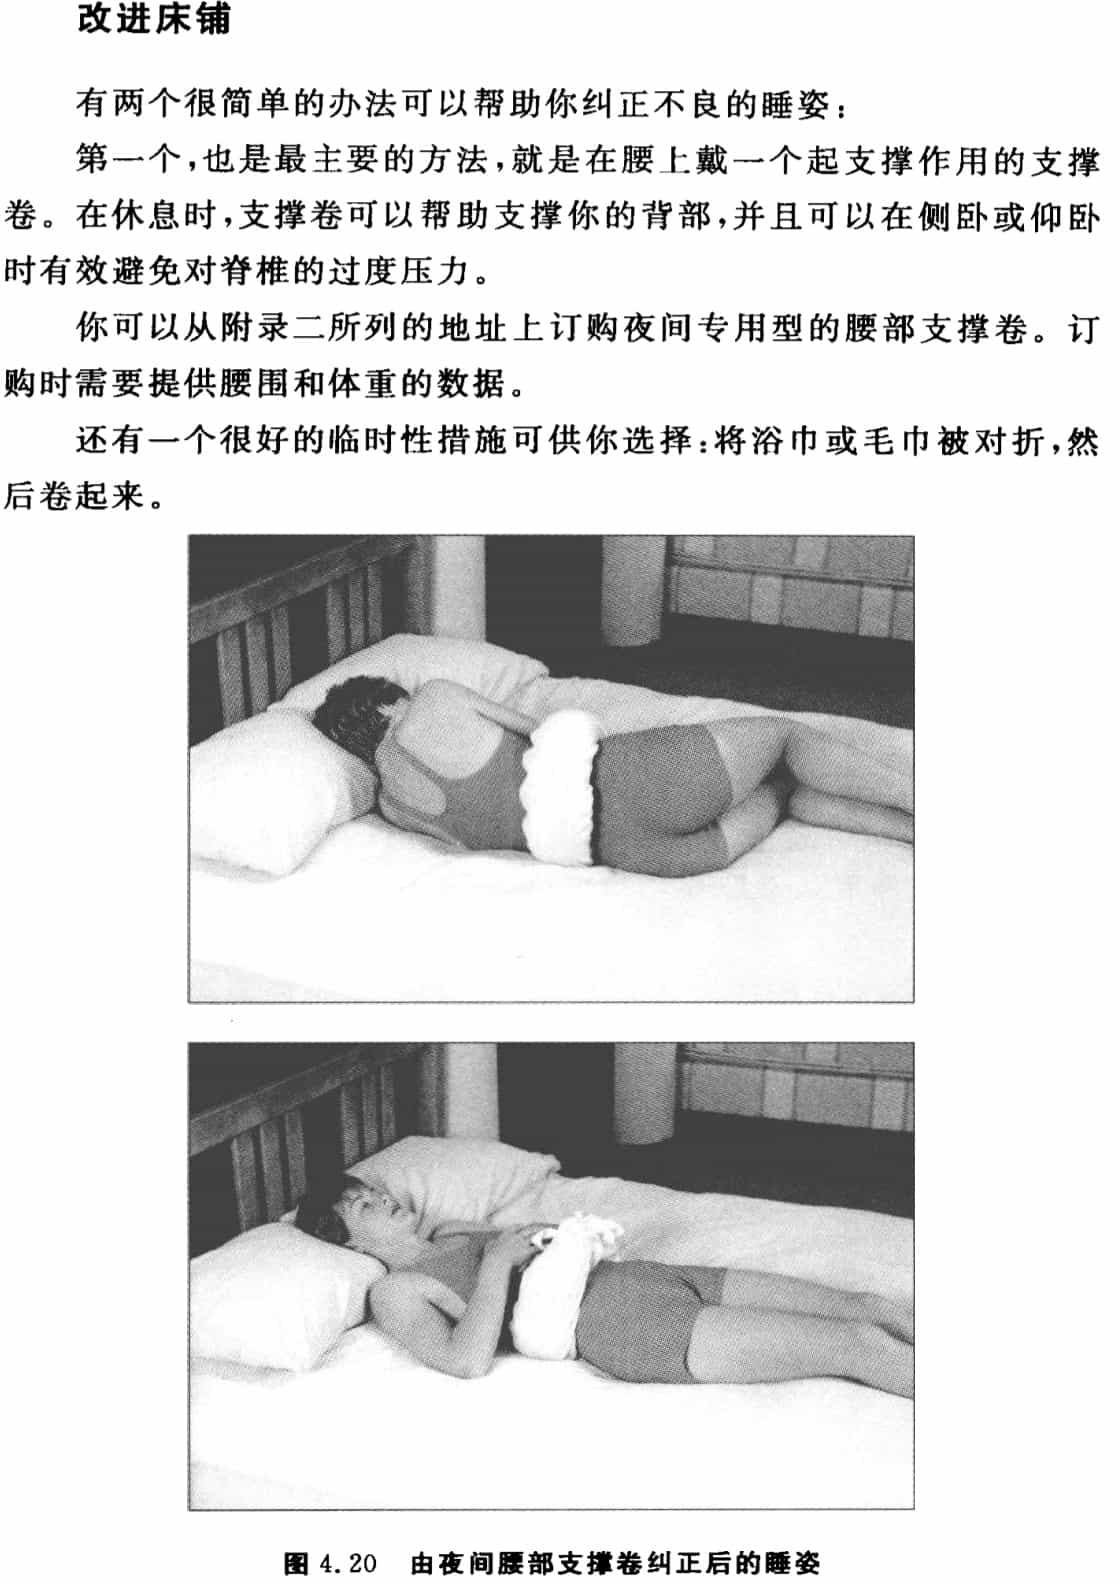 改进床铺
有两个很简单的办法可以帮助你纠正不良的睡姿：
第一个，也是最主要的方法，就是在腰上戴一个起支撑作用的支撑
卷。在休息时，支撑卷可以帮助支撑你的背部，并且可以在侧卧或仰卧
时有效避免对脊椎的过度压力。
你可以从附录二所列的地址上订购夜间专用型的腰部支撑卷。订
购时需要提供腰围和体重的数据。
还有一个很好的临时性措施可供你选择：将浴巾或毛巾被对折，然
后卷起来。
图 4.20 由夜间腰部支撑卷纠正后的睡姿